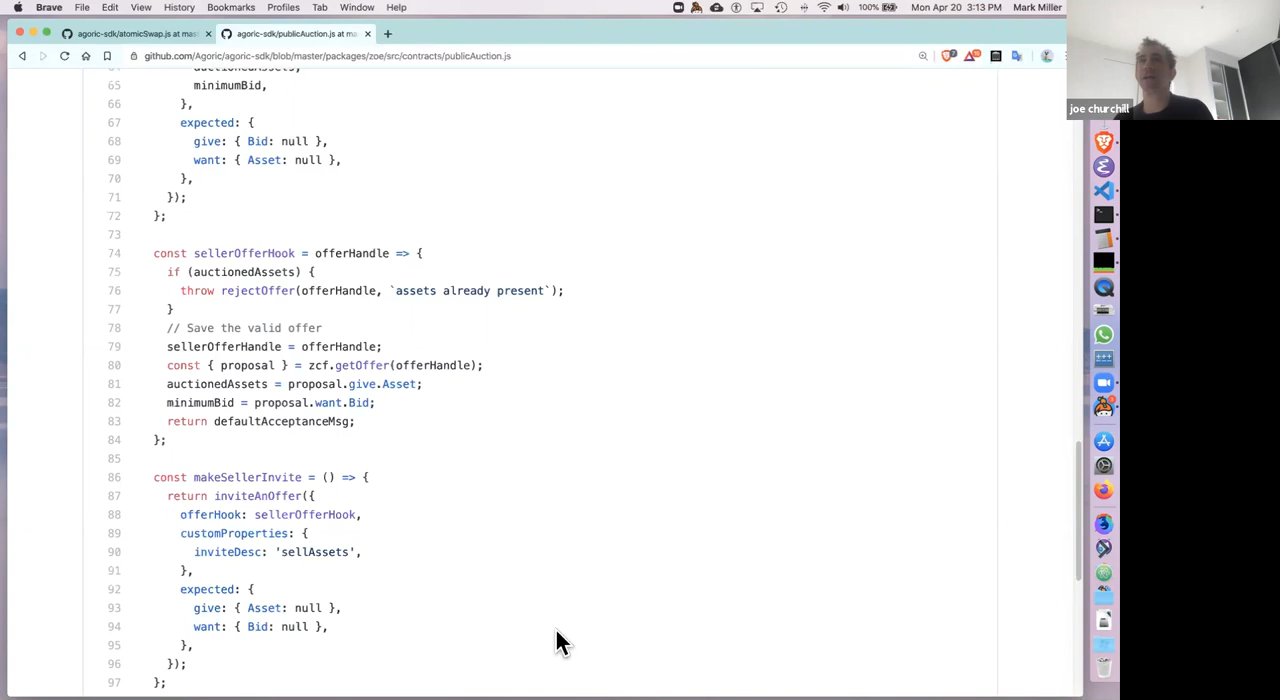 Brave File Edit View History Bookmarks Profiles Tab Window Help 100% Mon Apr 20 3:13 PM Mark Miller
agoric-sdk/atomicSwap.js at mas × agoric-sdk/publicAuction.js at ma × +
github.com/Agoric/agoric-sdk/blob/master/packages/zoe/src/contracts/publicAuction.js
joe churchill
64 auctionedAssets,
65 minimumBid,
66 },
67 expected: {
68 give: { Bid: null },
69 want: { Asset: null },
70 },
71 });
72 };
73
74 const sellerOfferHook = offerHandle => {
75 if (auctionedAssets) {
76 throw rejectOffer(offerHandle, `assets already present`);
77 }
78 // Save the valid offer
79 sellerOfferHandle = offerHandle;
80 const { proposal } = zcf.getOffer(offerHandle);
81 auctionedAssets = proposal.give.Asset;
82 minimumBid = proposal.want.Bid;
83 return defaultAcceptanceMsg;
84 };
85
86 const makeSellerInvite = () => {
87 return inviteAnOffer({
88 offerHook: sellerOfferHook,
89 customProperties: {
90 inviteDesc: 'sellAssets',
91 },
92 expected: {
93 give: { Asset: null },
94 want: { Bid: null },
95 },
96 });
97 };